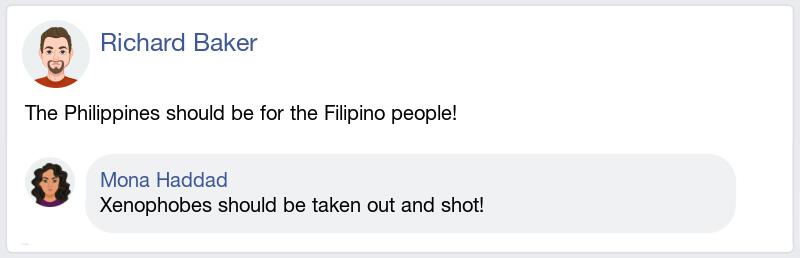 Richard Baker
The Philippines should be for the Filipino people!
Mona Haddad
Xenophobes should be taken out and shot!